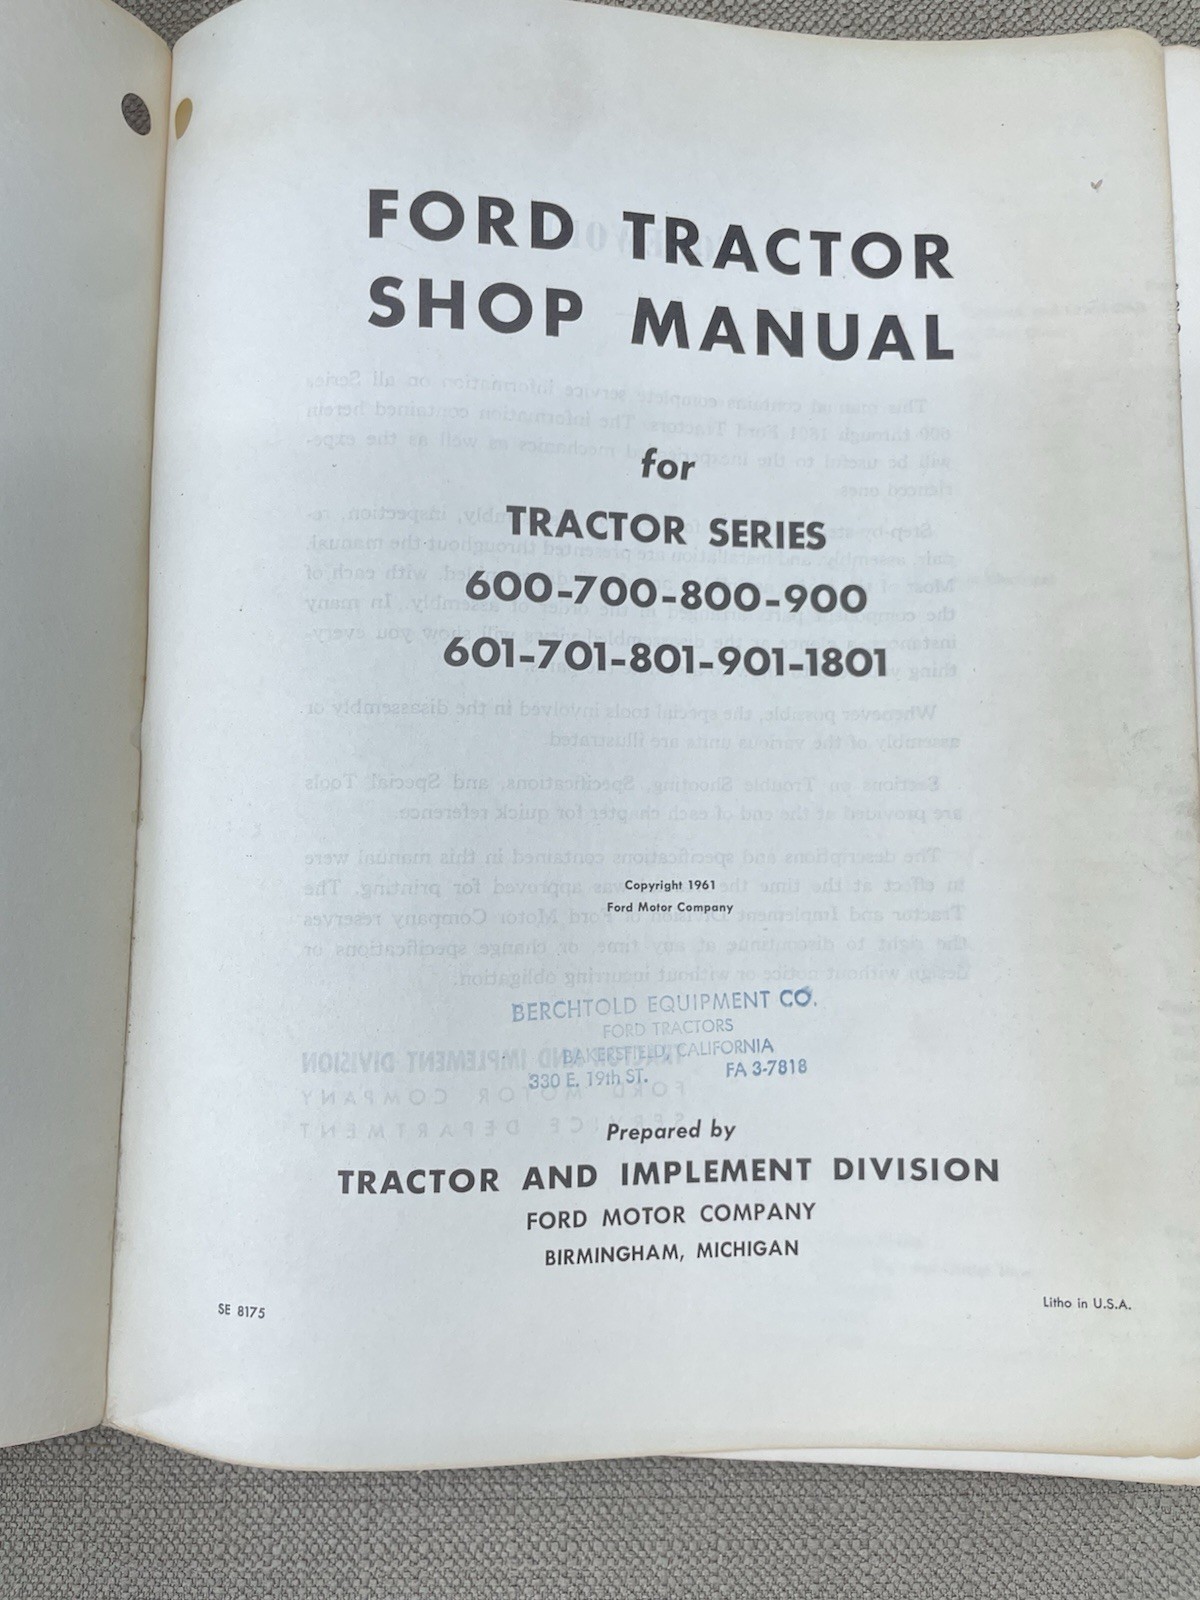 FORD TRACTOR
SHOP MANUAL
for
TRACTOR SERIES
600-700-800-900
601-701-801-901-1801
Copyright 1961
Ford Motor Company
BERCHTOLD EQUIPMENT CO.
FORD TRACTORS
BAKERSFIELD, CALIFORNIA
330 E. 19th ST. FA 3-7818
Prepared by
TRACTOR AND IMPLEMENT DIVISION
FORD MOTOR COMPANY
BIRMINGHAM, MICHIGAN
SE 8175
Litho in U.S.A.